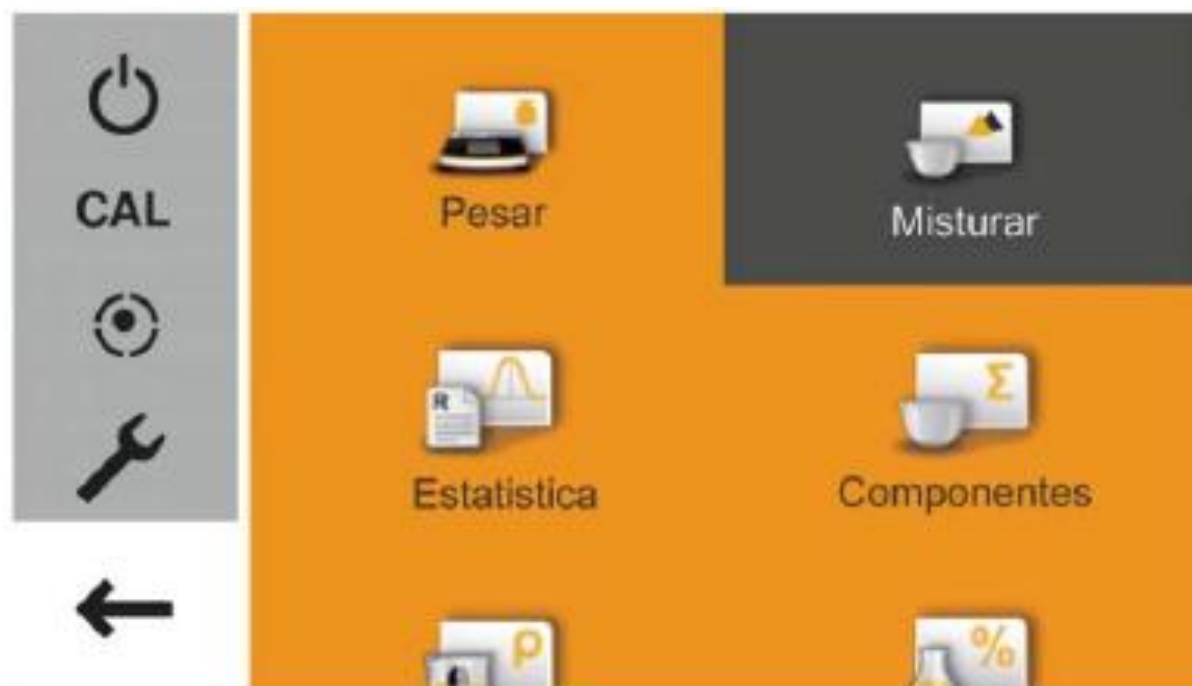 CAL
Pesar
Misturar
R
Σ
Estatistica
Componentes
ρ
%